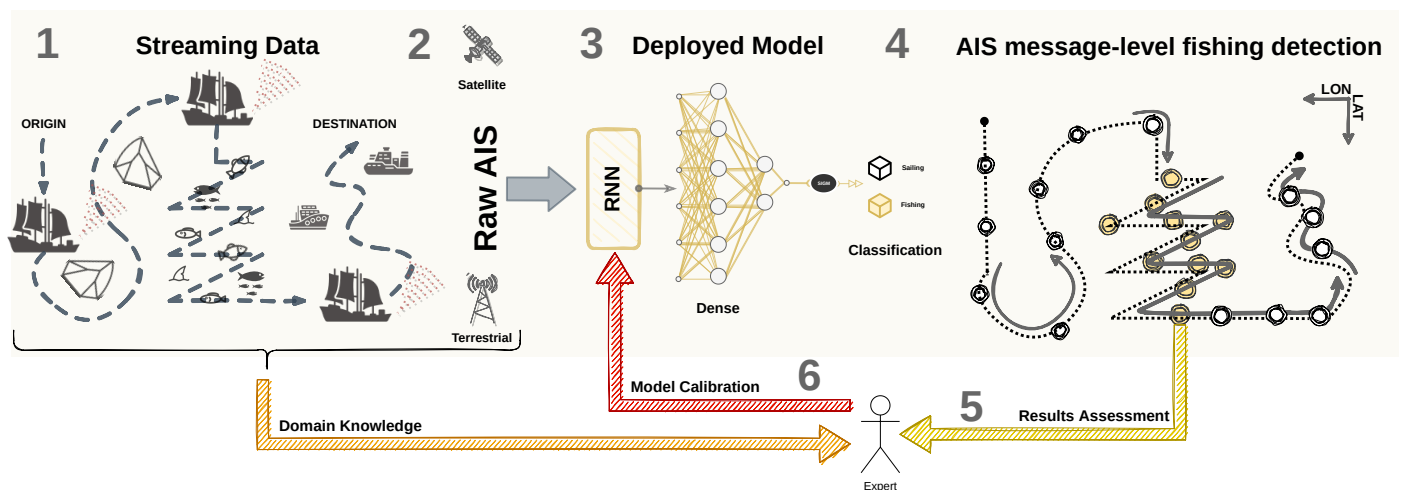 1
Streaming Data
2
Satellite
3
Deployed Model
4
AIS message-level fishing detection
ORIGIN
DESTINATION
LON
LAT
Raw AIS
RNN
SIGM
Sailing
Fishing
Classification
Dense
Terrestrial
Model Calibration
6
5
Results Assessment
Domain Knowledge
Expert